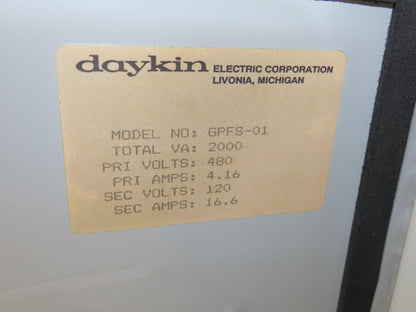 daykin ELECTRIC CORPORATION
LIVONIA, MICHIGAN
MODEL NO: GPFS-01
TOTAL VA: 2000
PRI VOLTS: 480
PRI AMPS: 4.16
SEC VOLTS: 120
SEC AMPS: 16.6